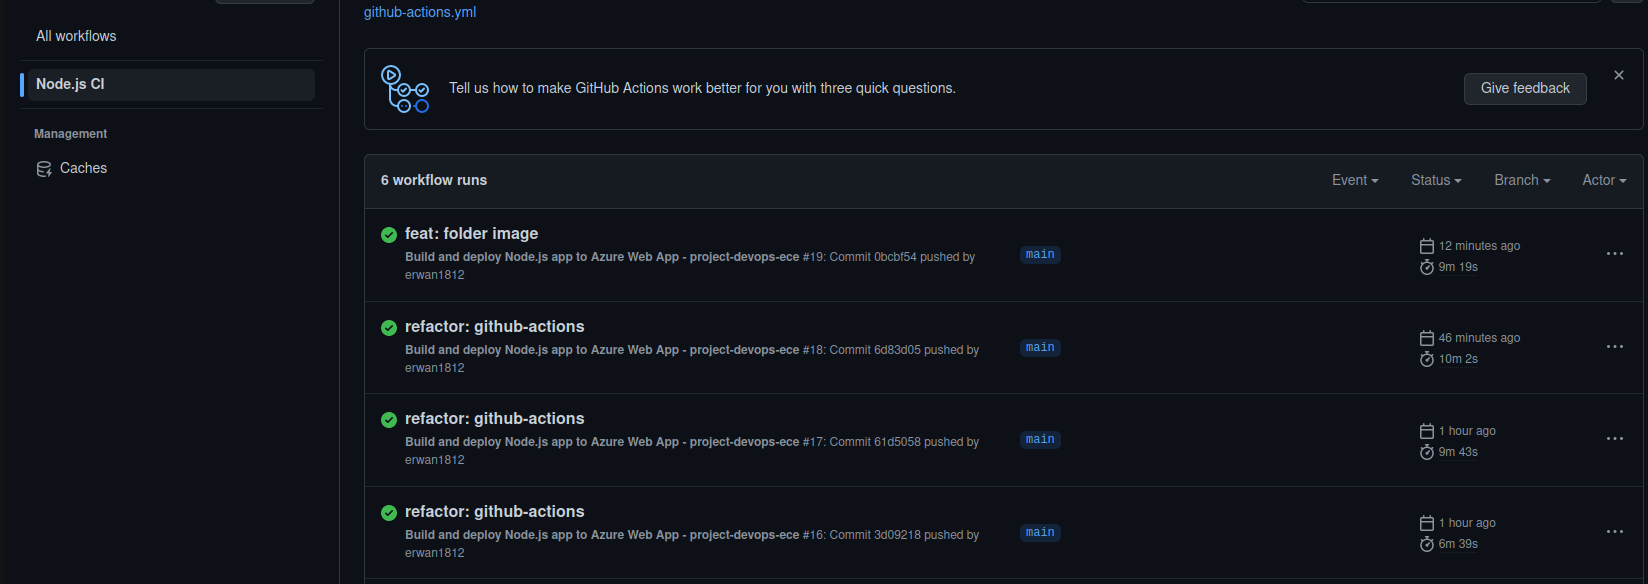 github-actions.yml
All workflows
Node.js CI
Management
Caches
Tell us how to make GitHub Actions work better for you with three quick questions.
Give feedback
6 workflow runs
Event
Status
Branch
Actor
feat: folder image
Build and deploy Node.js app to Azure Web App - project-devops-ece #19: Commit 0bcbf54 pushed by
erwan1812
main
12 minutes ago
9m 19s
refactor: github-actions
Build and deploy Node.js app to Azure Web App - project-devops-ece #18: Commit 6d83d05 pushed by
erwan1812
main
46 minutes ago
10m 2s
refactor: github-actions
Build and deploy Node.js app to Azure Web App - project-devops-ece #17: Commit 61d5058 pushed by
erwan1812
main
1 hour ago
9m 43s
refactor: github-actions
Build and deploy Node.js app to Azure Web App - project-devops-ece #16: Commit 3d09218 pushed by
erwan1812
main
1 hour ago
6m 39s